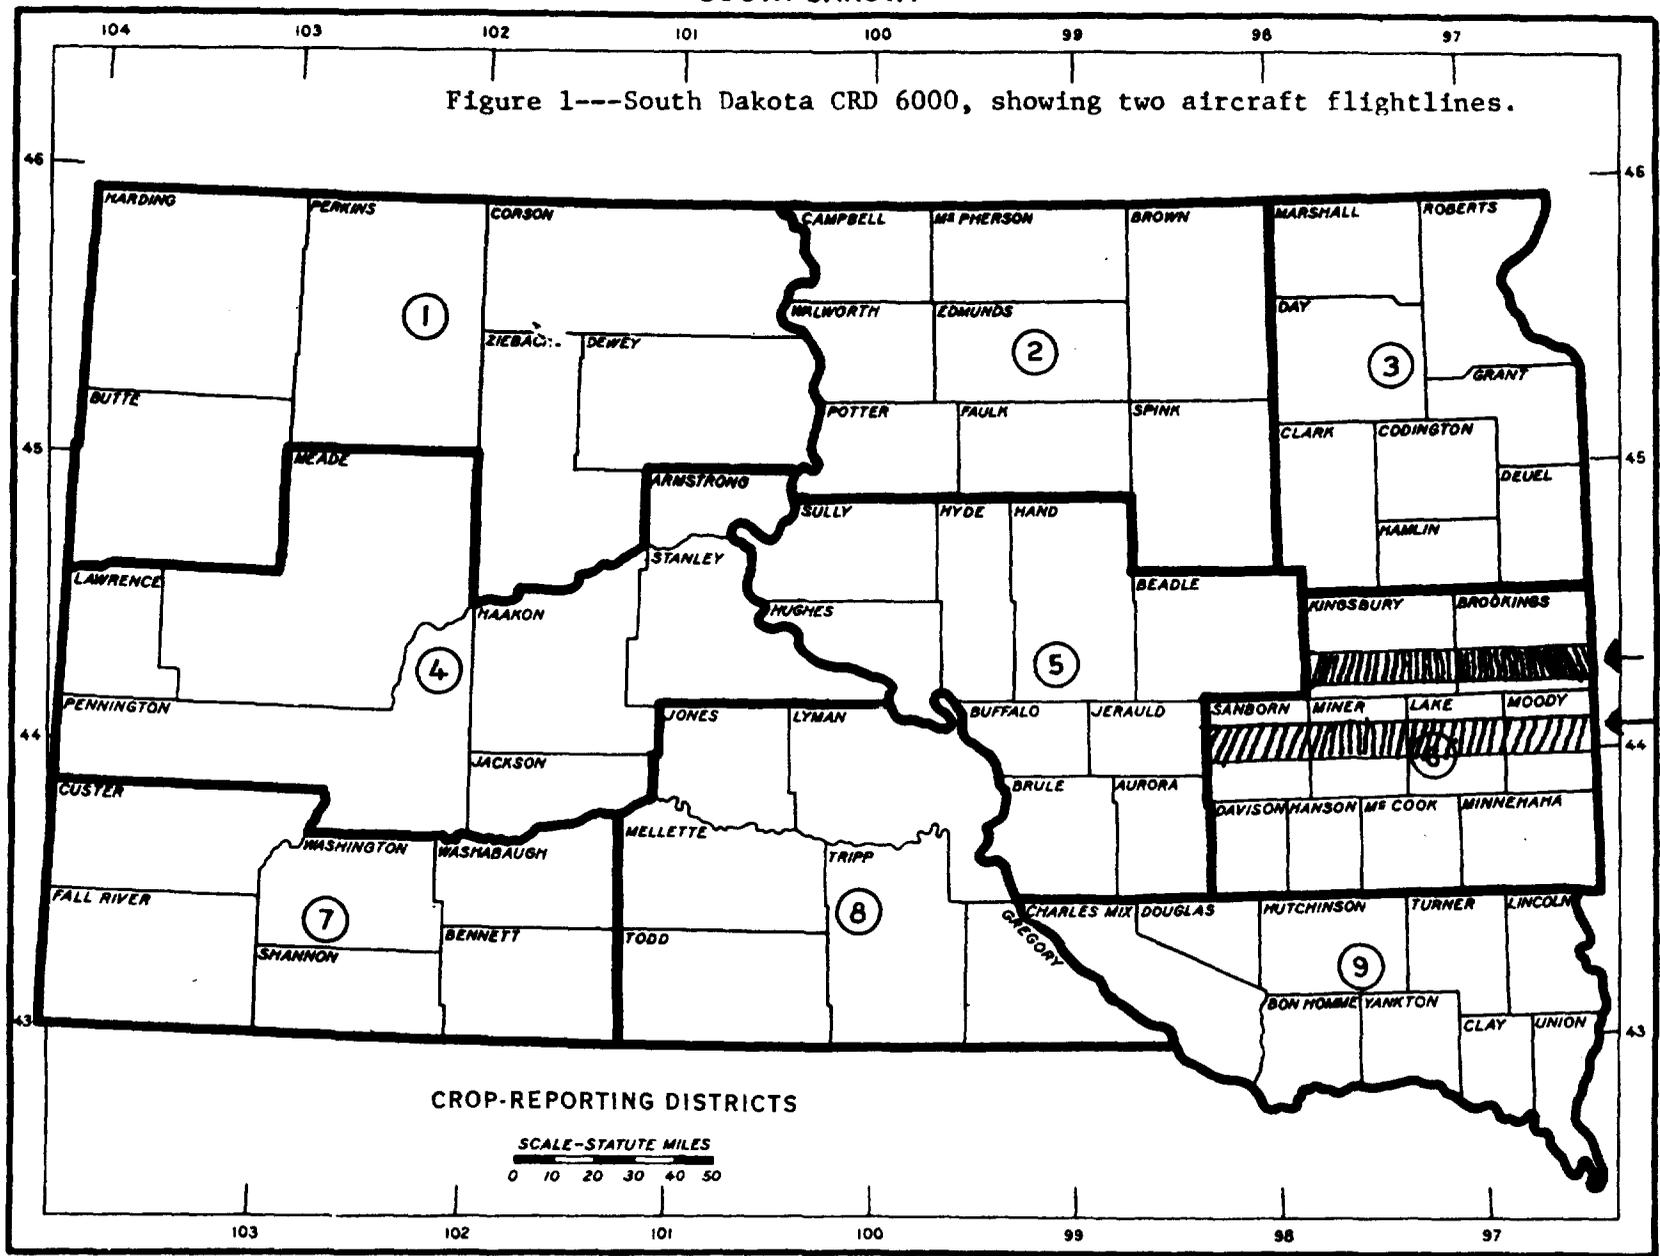 104 103 102 101 100 99 98 97
Figure 1---South Dakota CRD 6000, showing two aircraft flightlines.
46 46
HARDING PERKINS CORSON CAMPBELL Mc PHERSON BROWN MARSHALL ROBERTS
1
WALWORTH EDMUNDS DAY
ZIEBACH DEWEY 2 3
GRANT
BUTTE POTTER FAULK SPINK
CLARK CODINGTON
45 MEADE 45
ARMSTRONG DEUEL
SULLY HYDE HAND
HAMLIN
STANLEY
LAWRENCE BEADLE
HAAKON HUGHES KINGSBURY BROOKINGS
4 5
PENNINGTON JONES LYMAN BUFFALO JERAULD SANBORN MINER LAKE MOODY
44 44
6
JACKSON
CUSTER BRULE AURORA
DAVISON HANSON Mc COOK MINNEHAHA
MELLETTE
WASHINGTON WASHABAUGH TRIPP
FALL RIVER CHARLES MIX DOUGLAS HUTCHINSON TURNER LINCOLN
7 8
GREGORY
BENNETT TODD
SHANNON 9
BON HOMME YANKTON
43 CLAY UNION 43
CROP-REPORTING DISTRICTS
SCALE-STATUTE MILES
0 10 20 30 40 50
103 102 101 100 99 98 97